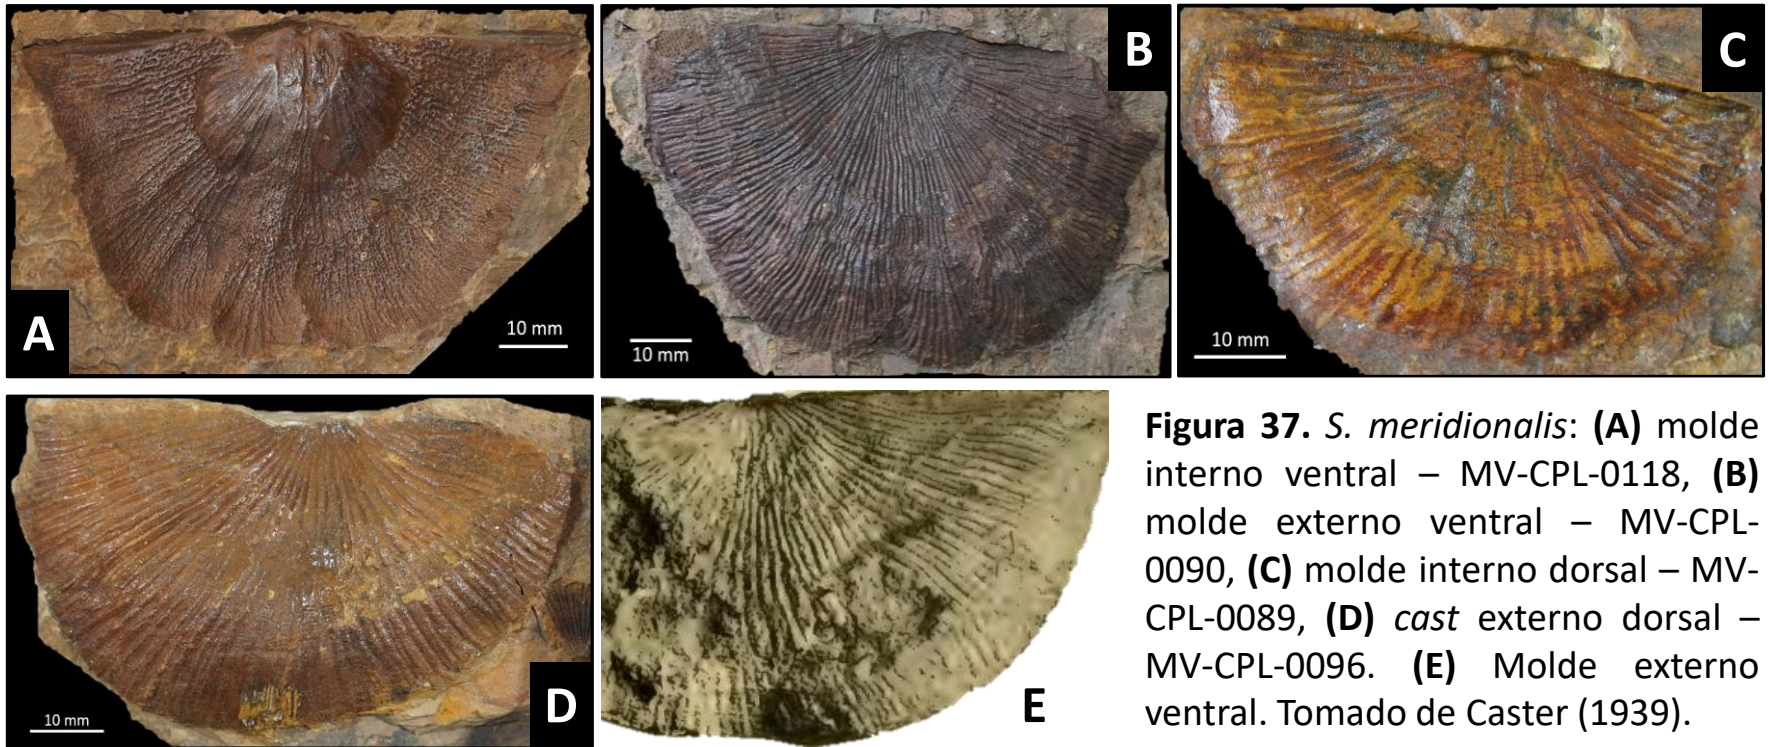 A
10 mm
B
10 mm
C
10 mm
D
10 mm
E
Figura 37. S. meridionalis: (A) molde
interno ventral – MV-CPL-0118, (B)
molde externo ventral – MV-CPL-
0090, (C) molde interno dorsal – MV-
CPL-0089, (D) cast externo dorsal –
MV-CPL-0096. (E) Molde externo
ventral. Tomado de Caster (1939).